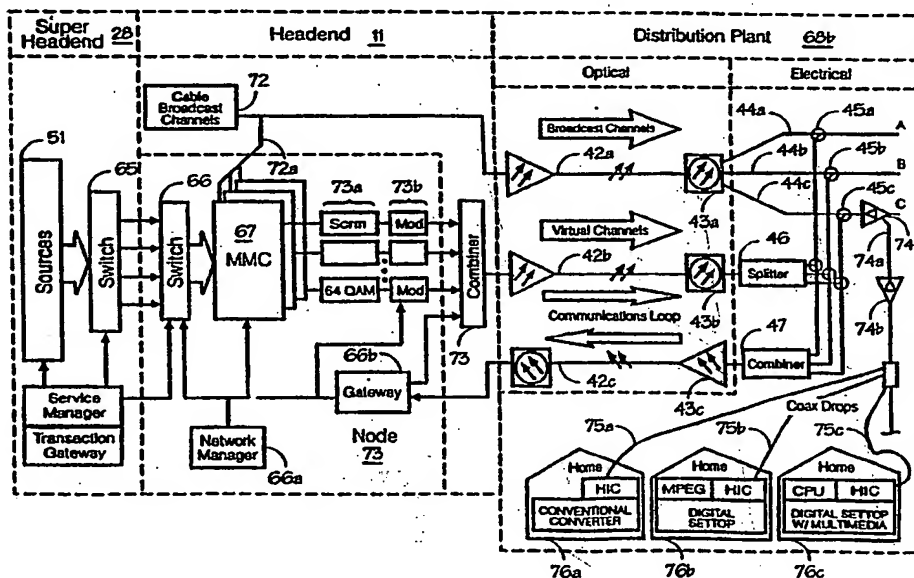 Super Headend 28
Headend 11
Distribution Plant 68b
Optical
Electrical
Cable Broadcast Channels
72
72a
Broadcast Channels
42a
43a
44a
44b
44c
45a
45b
45c
A
B
C
74
74a
74b
51
Sources
65
Switch
66
Switch
67
MMC
73a
73b
Scrm
Mod
64 QAM
Mod
Combiner
73
Virtual Channels
42b
43b
46
Splitter
Communications Loop
42c
43c
47
Combiner
66b
Gateway
Service Manager
Transaction Gateway
Network Manager
66a
Node 73
Coax Drops
75a
75b
75c
Home
HIC
CONVENTIONAL CONVERTER
76a
Home
MPEG
HIC
DIGITAL SETTOP
76b
Home
CPU
HIC
DIGITAL SETTOP W/ MULTIMEDIA
76c